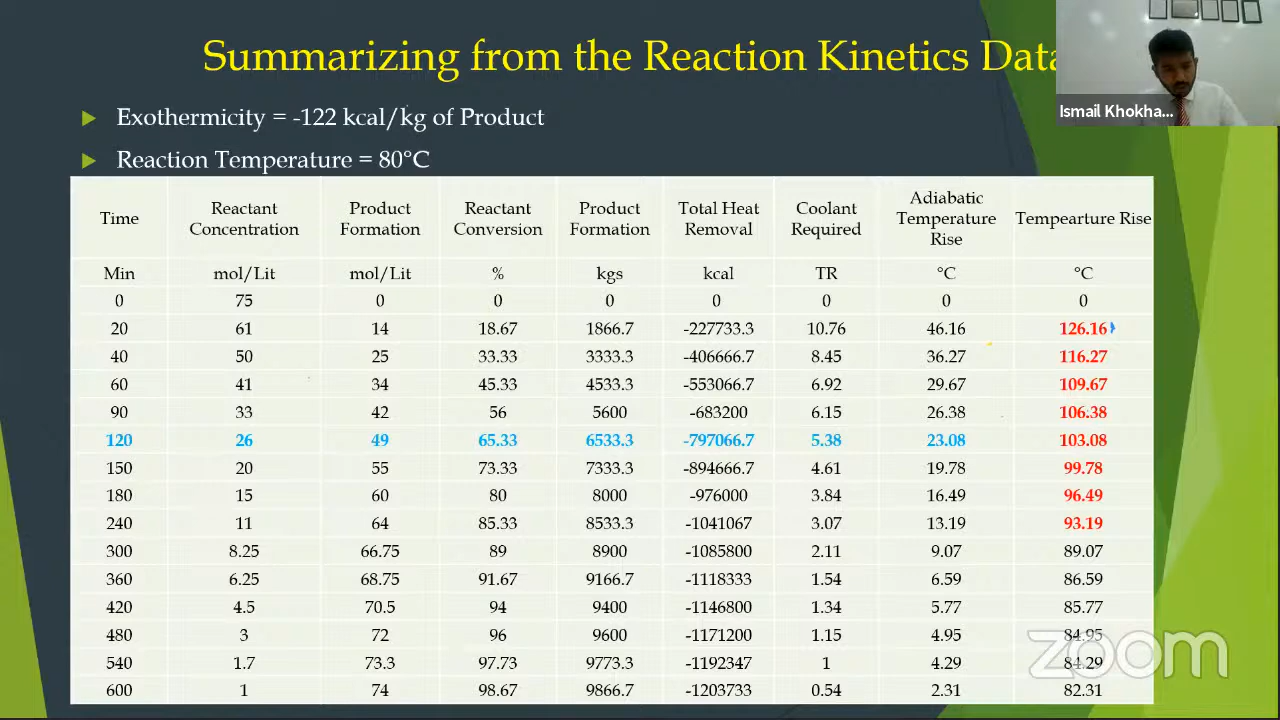 Summarizing from the Reaction Kinetics Data
Ismail Khokha...
Exothermicity = -122 kcal/kg of Product
Reaction Temperature = 80°C
Time Reactant Concentration Product Formation Reactant Conversion Product Formation Total Heat Removal Coolant Required Adiabatic Temperature Rise Tempearture Rise
Min mol/Lit mol/Lit % kgs kcal TR °C °C
0 75 0 0 0 0 0 0 0
20 61 14 18.67 1866.7 -227733.3 10.76 46.16 126.16
40 50 25 33.33 3333.3 -406666.7 8.45 36.27 116.27
60 41 34 45.33 4533.3 -553066.7 6.92 29.67 109.67
90 33 42 56 5600 -683200 6.15 26.38 106.38
120 26 49 65.33 6533.3 -797066.7 5.38 23.08 103.08
150 20 55 73.33 7333.3 -894666.7 4.61 19.78 99.78
180 15 60 80 8000 -976000 3.84 16.49 96.49
240 11 64 85.33 8533.3 -1041067 3.07 13.19 93.19
300 8.25 66.75 89 8900 -1085800 2.11 9.07 89.07
360 6.25 68.75 91.67 9166.7 -1118333 1.54 6.59 86.59
420 4.5 70.5 94 9400 -1146800 1.34 5.77 85.77
480 3 72 96 9600 -1171200 1.15 4.95 84.95
540 1.7 73.3 97.73 9773.3 -1192347 1 4.29 84.29
600 1 74 98.67 9866.7 -1203733 0.54 2.31 82.31
zoom